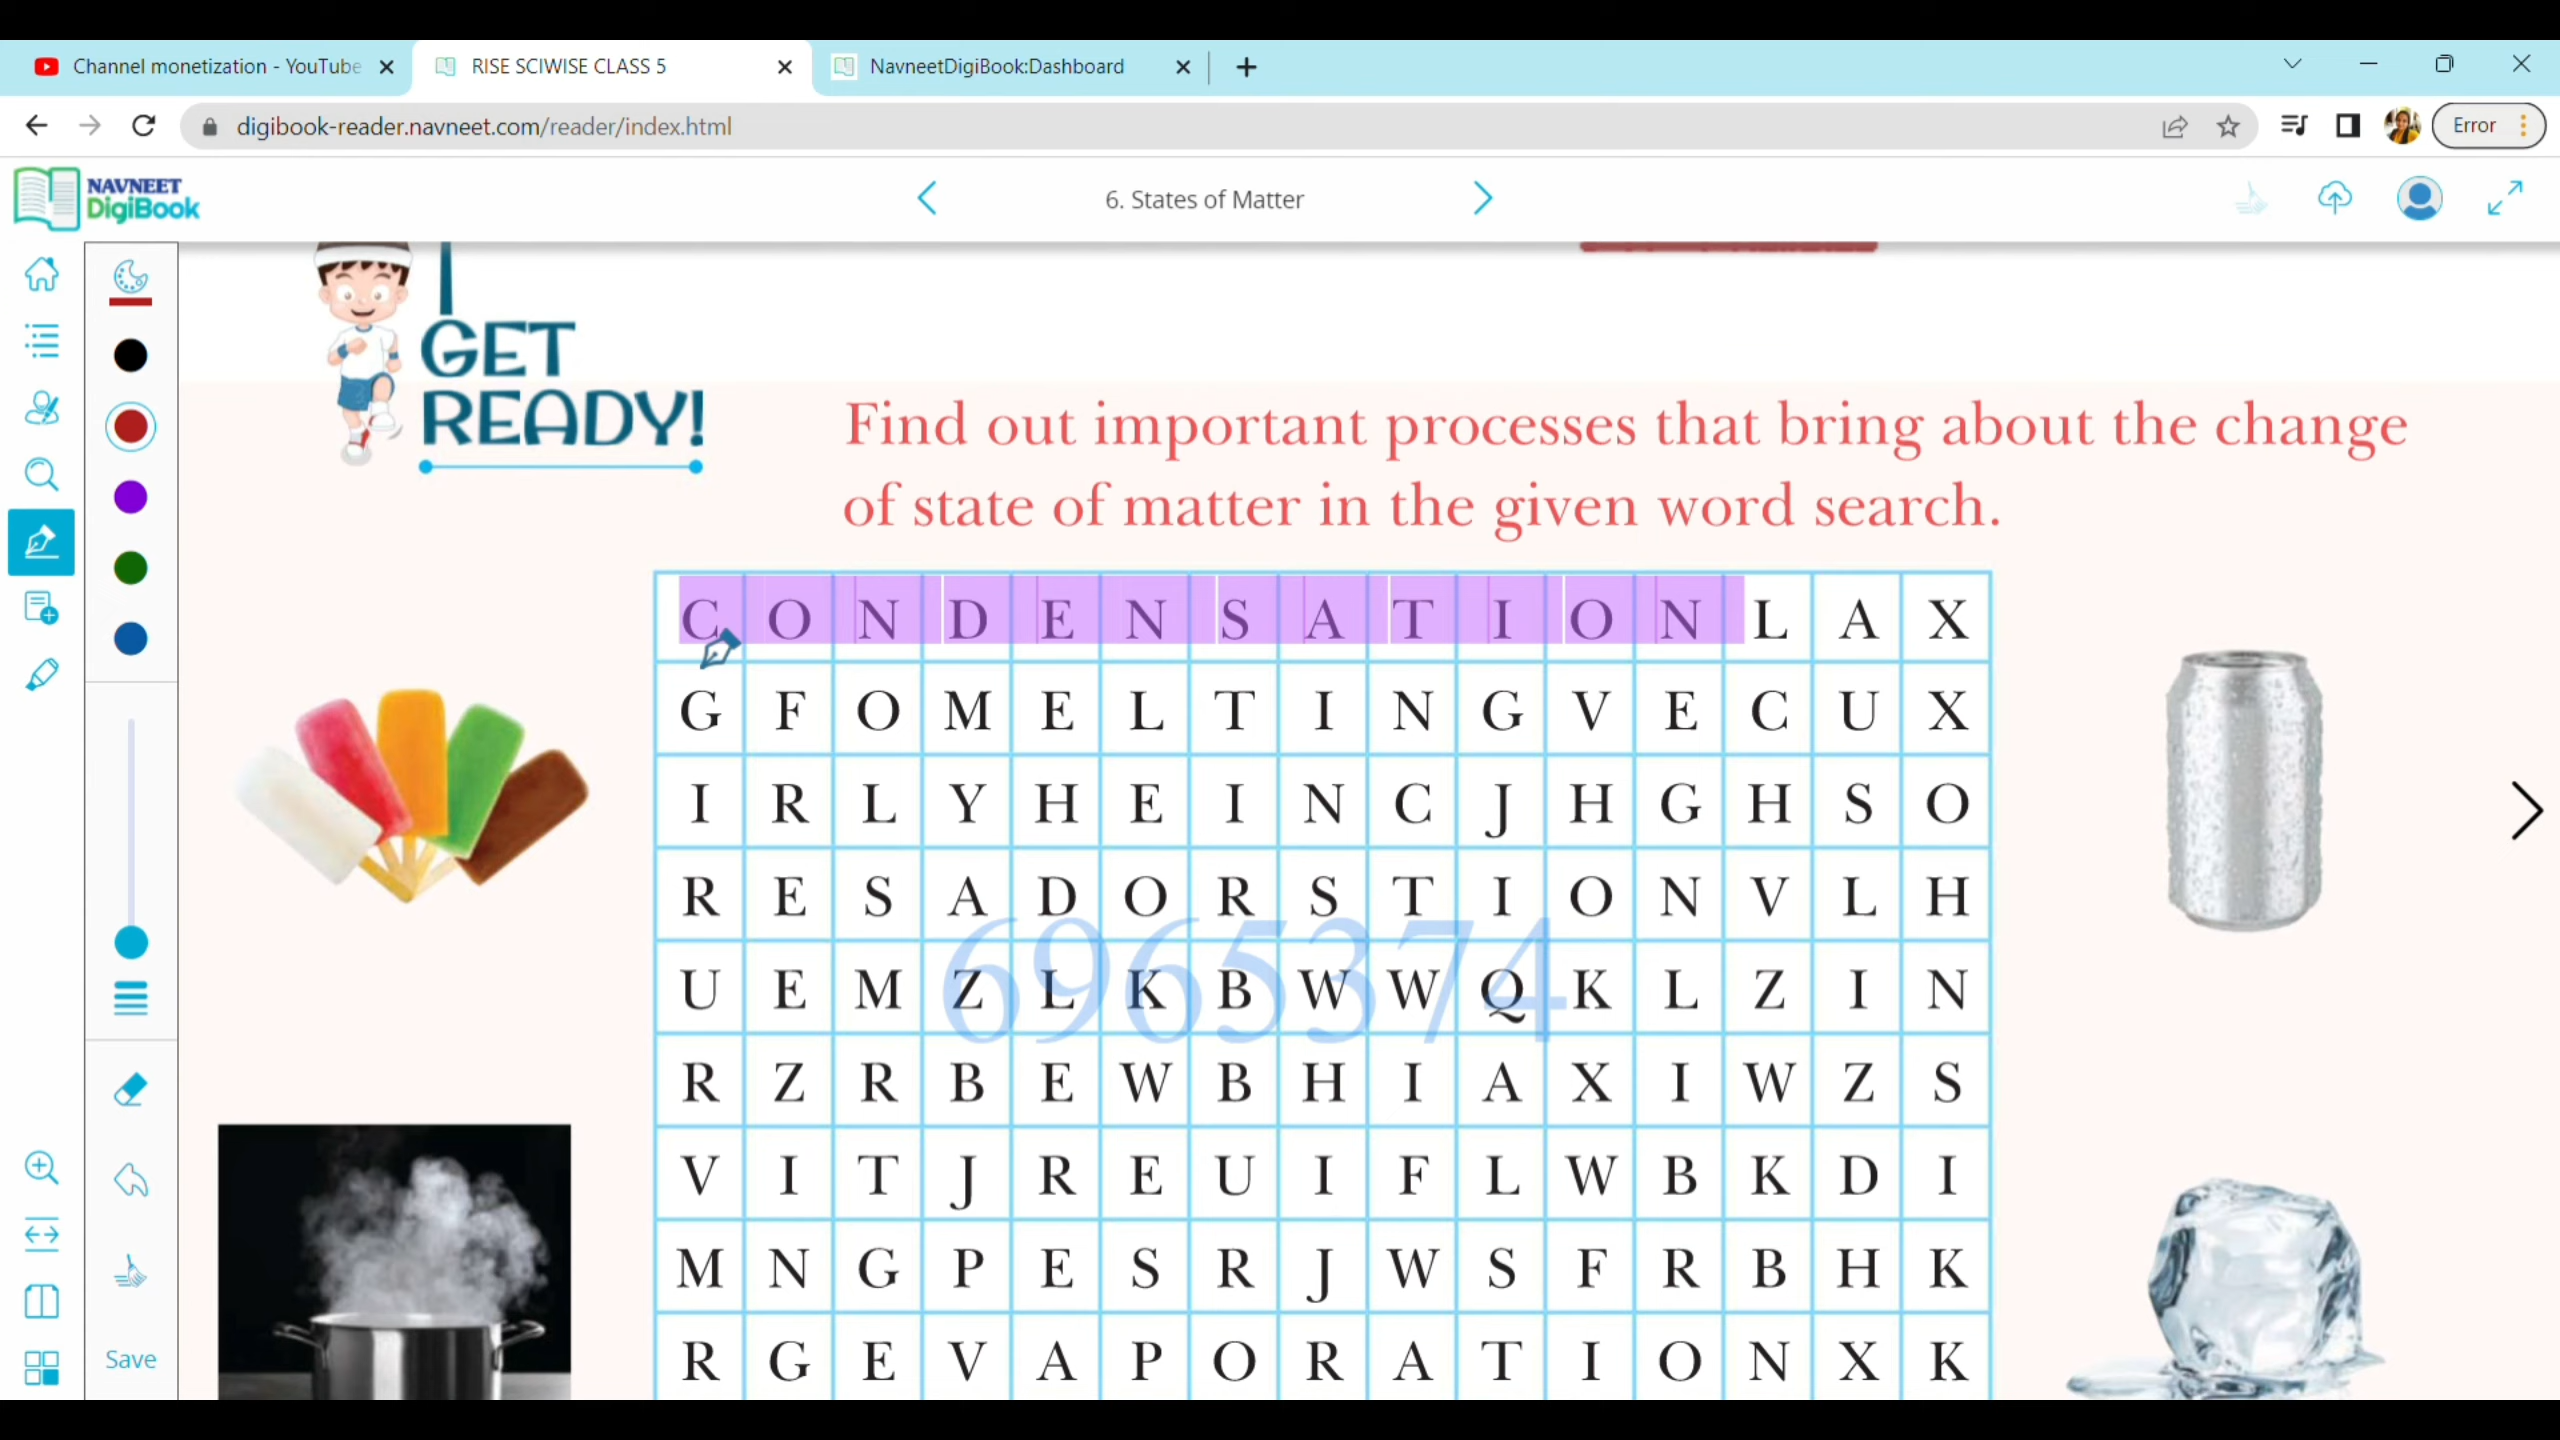 Channel monetization - YouTube
RISE SCIWISE CLASS 5
NavneetDigiBook:Dashboard
digibook-reader.navneet.com/reader/index.html
Error
NAVNEET
DigiBook
6. States of Matter
GET
READY!
Find out important processes that bring about the change
of state of matter in the given word search.
C O N D E N S A T I O N L A X
G F O M E L T I N G V E C U X
I R L Y H E I N C J H G H S O
R E S A D O R S T I O N V L H
U E M Z L K B W W Q K L Z I N
R Z R B E W B H I A X I W Z S
V I T J R E U I F L W B K D I
M N G P E S R J W S F R B H K
R G E V A P O R A T I O N X K
6965374
Save